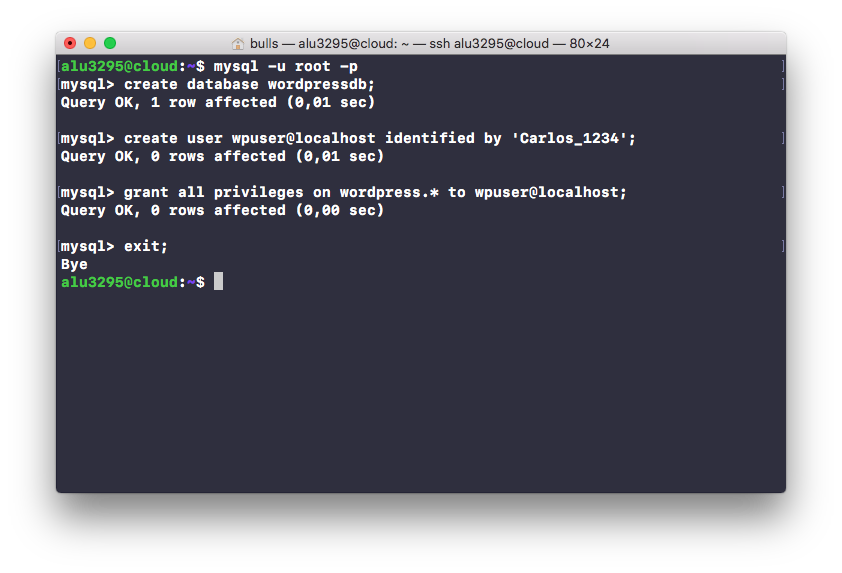 bulls — alu3295@cloud: ~ — ssh alu3295@cloud — 80×24
[alu3295@cloud:~$ mysql -u root -p ]
[mysql> create database wordpressdb; ]
Query OK, 1 row affected (0,01 sec)
[mysql> create user wpuser@localhost identified by 'Carlos_1234'; ]
Query OK, 0 rows affected (0,01 sec)
[mysql> grant all privileges on wordpress.* to wpuser@localhost; ]
Query OK, 0 rows affected (0,00 sec)
[mysql> exit; ]
Bye
alu3295@cloud:~$